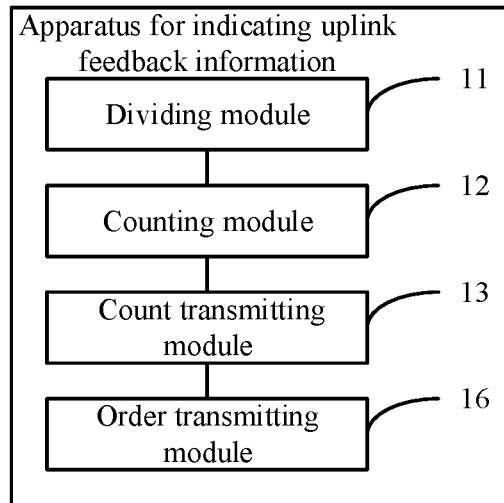 Apparatus for indicating uplink
feedback information
Dividing module
11
Counting module
12
Count transmitting
module
13
Order transmitting
module
16